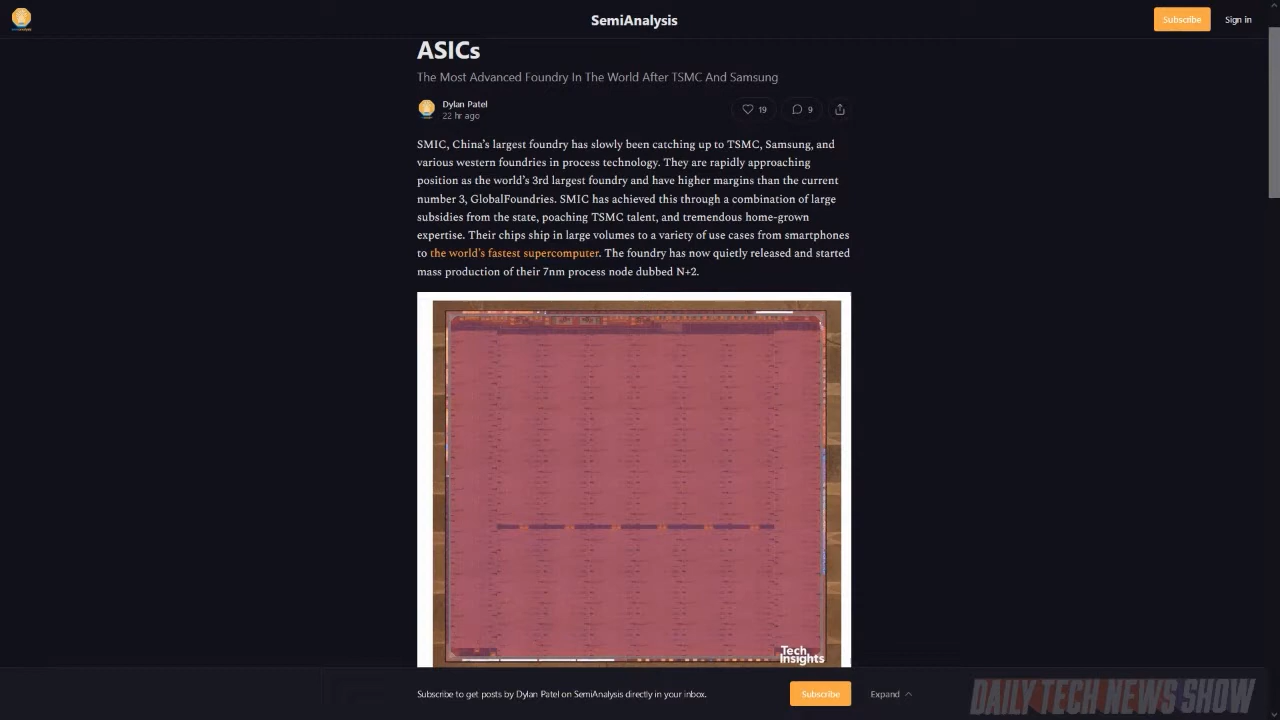 SemiAnalysis
Subscribe
Sign in
ASICs
The Most Advanced Foundry In The World After TSMC And Samsung
Dylan Patel
22 hr ago
19
9
SMIC, China's largest foundry has slowly been catching up to TSMC, Samsung, and
various western foundries in process technology. They are rapidly approaching
position as the world's 3rd largest foundry and have higher margins than the current
number 3, GlobalFoundries. SMIC has achieved this through a combination of large
subsidies from the state, poaching TSMC talent, and tremendous home-grown
expertise. Their chips ship in large volumes to a variety of use cases from smartphones
to the world's fastest supercomputer. The foundry has now quietly released and started
mass production of their 7nm process node dubbed N+2.
Tech
Insights
Subscribe to get posts by Dylan Patel on SemiAnalysis directly in your inbox.
Subscribe
Expand
DAILY TECH NEWS SHOW